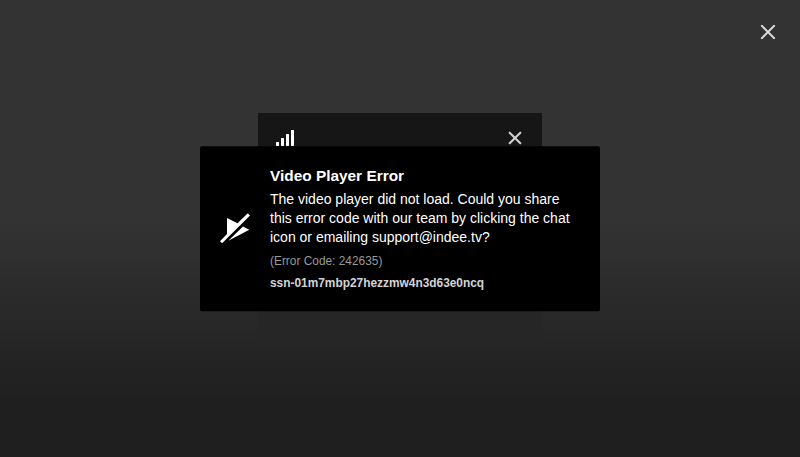 Video Player Error
The video player did not load. Could you share
this error code with our team by clicking the chat
icon or emailing support@indee.tv?
(Error Code: 242635)
ssn-01m7mbp27hezzmw4n3d63e0ncq